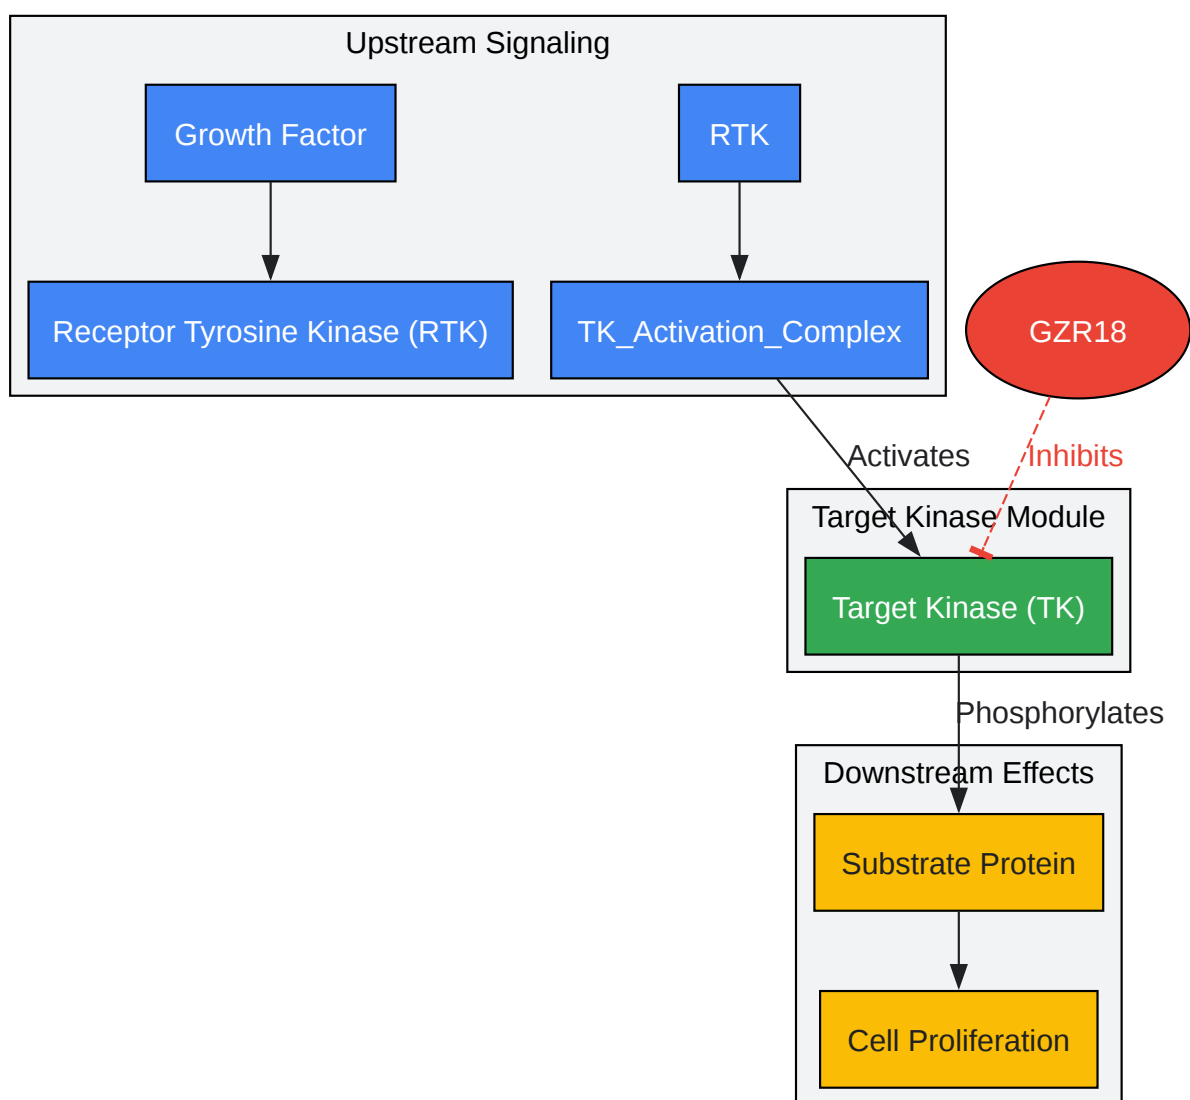 Upstream Signaling
Growth Factor
RTK
Receptor Tyrosine Kinase (RTK)
TK_Activation_Complex
GZR18
Activates
Inhibits
Target Kinase Module
Target Kinase (TK)
Phosphorylates
Downstream Effects
Substrate Protein
Cell Proliferation